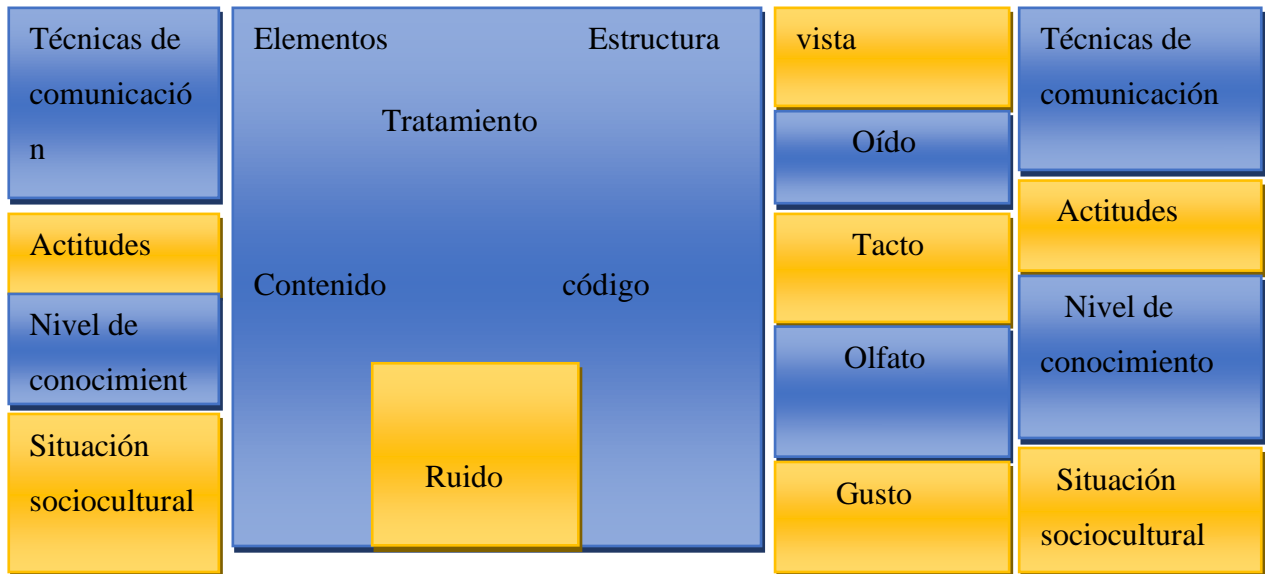 Técnicas de
comunicació
n
Actitudes
Nivel de
conocimient
Situación
sociocultural
Elementos Estructura
Tratamiento
Contenido código
Ruido
vista
Oído
Tacto
Olfato
Gusto
Técnicas de
comunicación
Actitudes
Nivel de
conocimiento
Situación
sociocultural